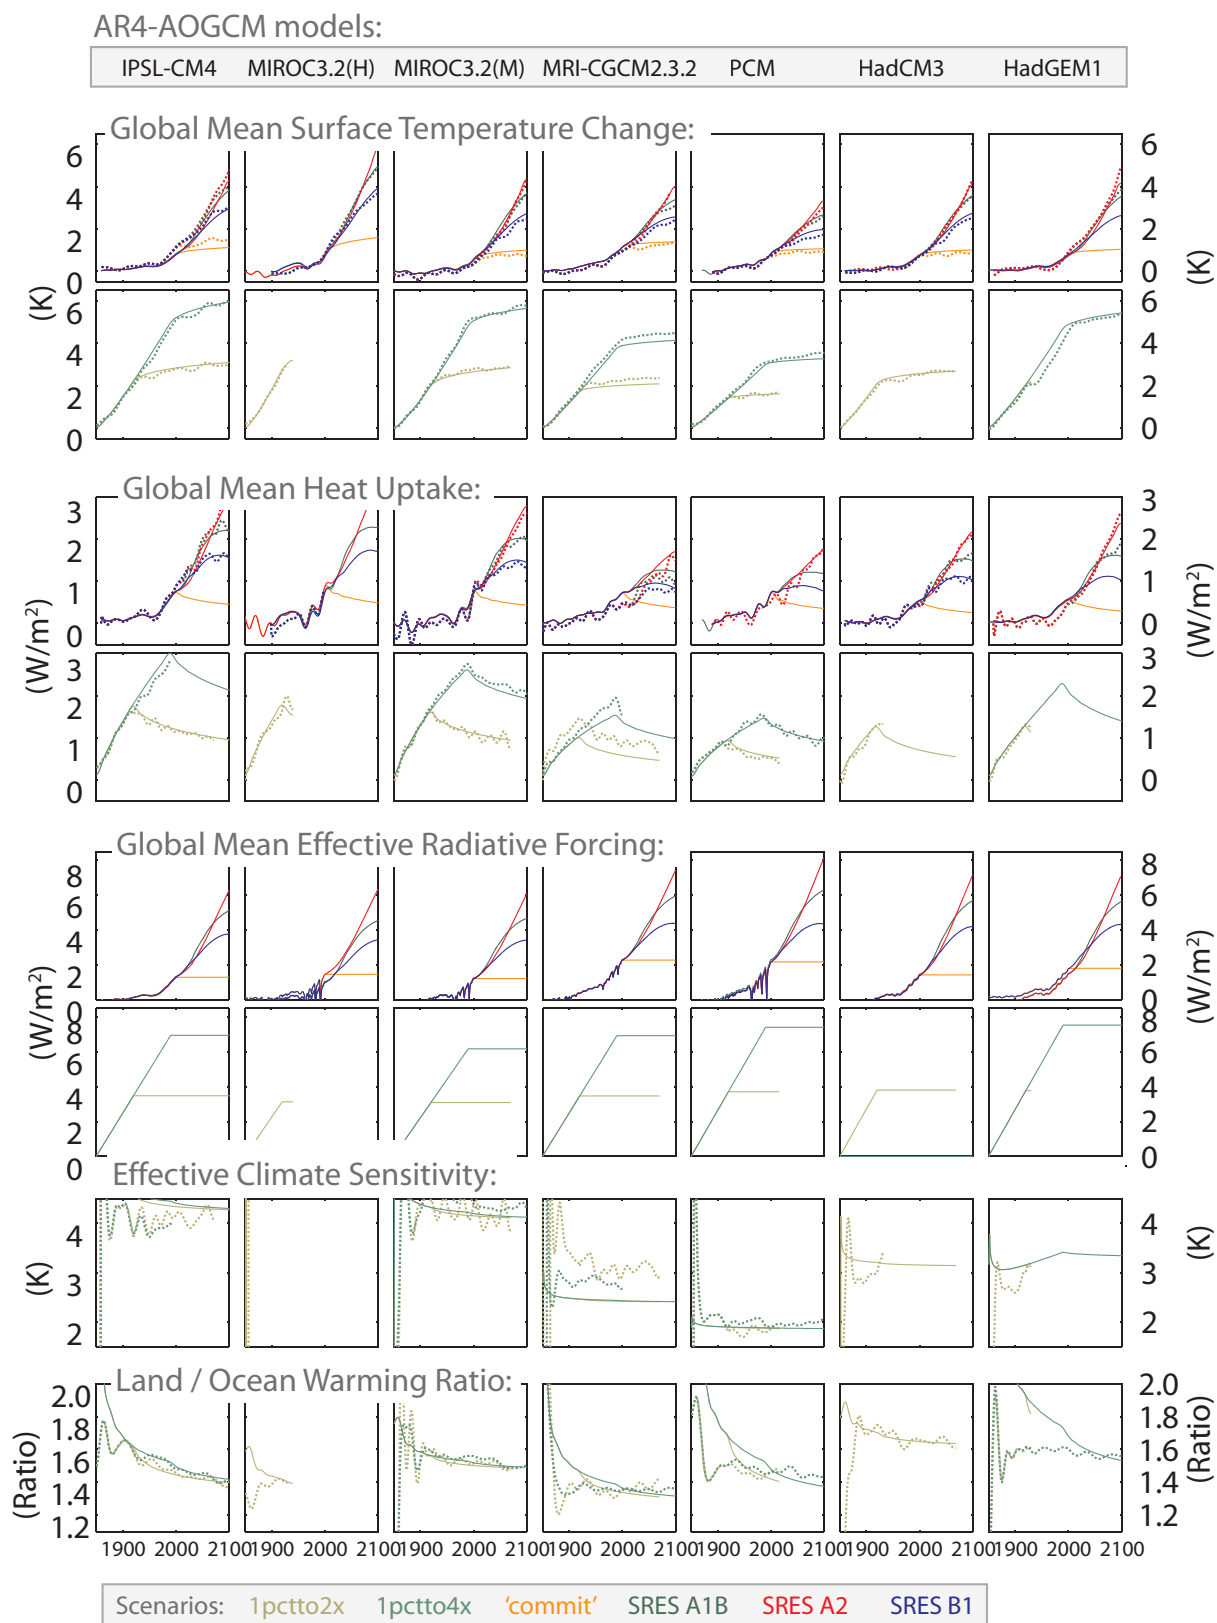 AR4-AOGCM models:
IPSL-CM4 MIROC3.2(H) MIROC3.2(M) MRI-CGCM2.3.2 PCM HadCM3 HadGEM1
Global Mean Surface Temperature Change:
6 6
4 4
2 2
0 0
(K) (K)
6 6
4 4
2 2
0 0
Global Mean Heat Uptake:
3 3
2 2
1 1
0 0
(W/m²) (W/m²)
3 3
2 2
1 1
0 0
Global Mean Effective Radiative Forcing:
8 8
6 6
4 4
2 2
0 0
(W/m²) (W/m²)
8 8
6 6
4 4
2 2
0 0
Effective Climate Sensitivity:
4 4
3 3
2 2
(K) (K)
Land / Ocean Warming Ratio:
2.0 2.0
1.8 1.8
1.6 1.6
1.4 1.4
1.2 1.2
(Ratio) (Ratio)
1900 2000 2100 1900 2000 2100 1900 2000 2100 1900 2000 2100 1900 2000 2100 1900 2000 2100 1900 2000 2100
Scenarios: 1pctto2x 1pctto4x 'commit' SRES A1B SRES A2 SRES B1